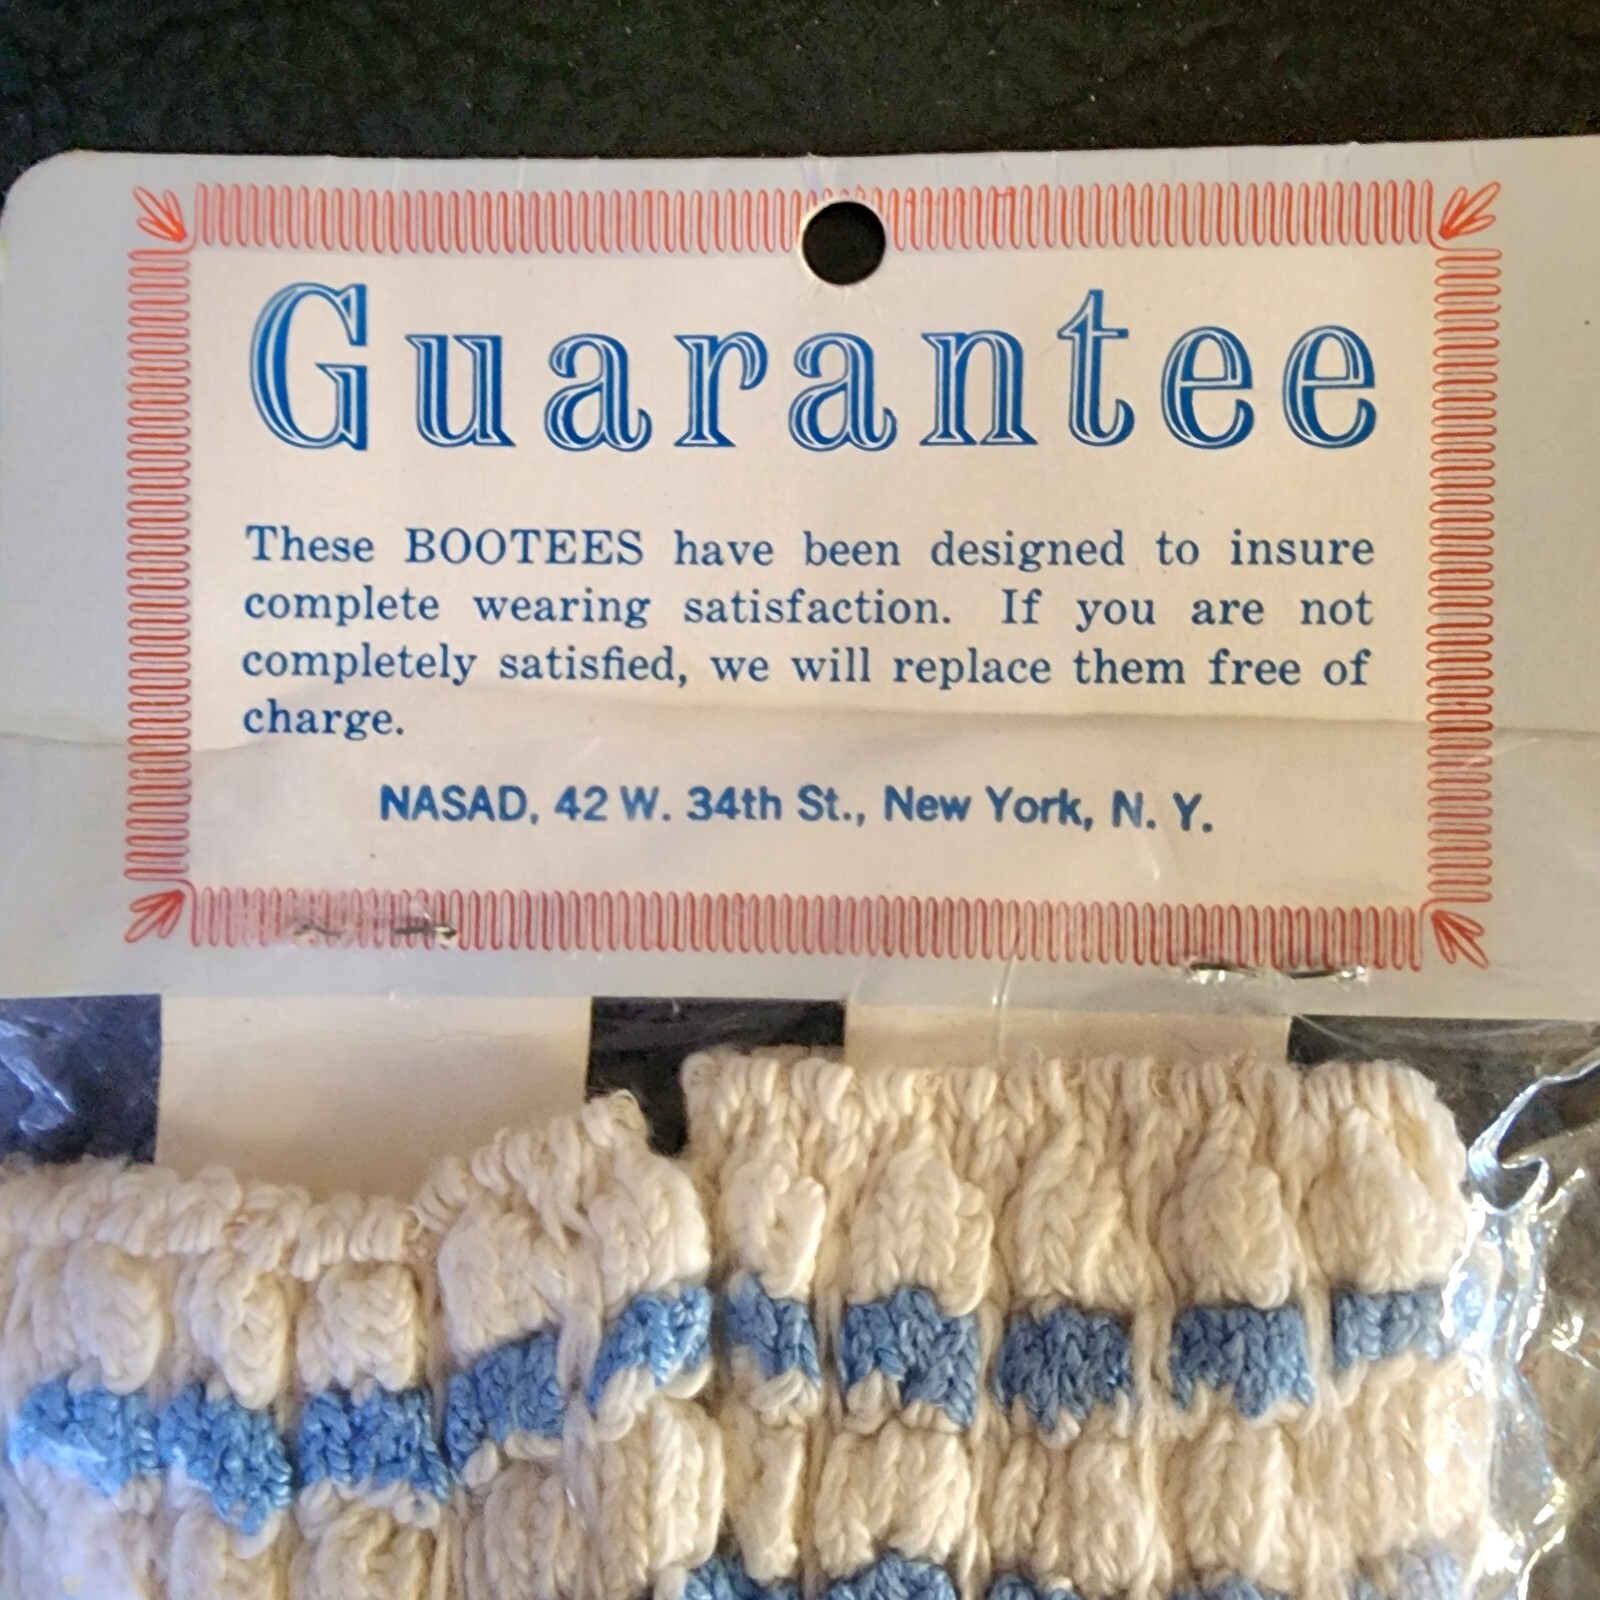 Guarantee
These BOOTEES have been designed to insure
complete wearing satisfaction. If you are not
completely satisfied, we will replace them free of
charge.
NASAD, 42 W. 34th St., New York, N. Y.